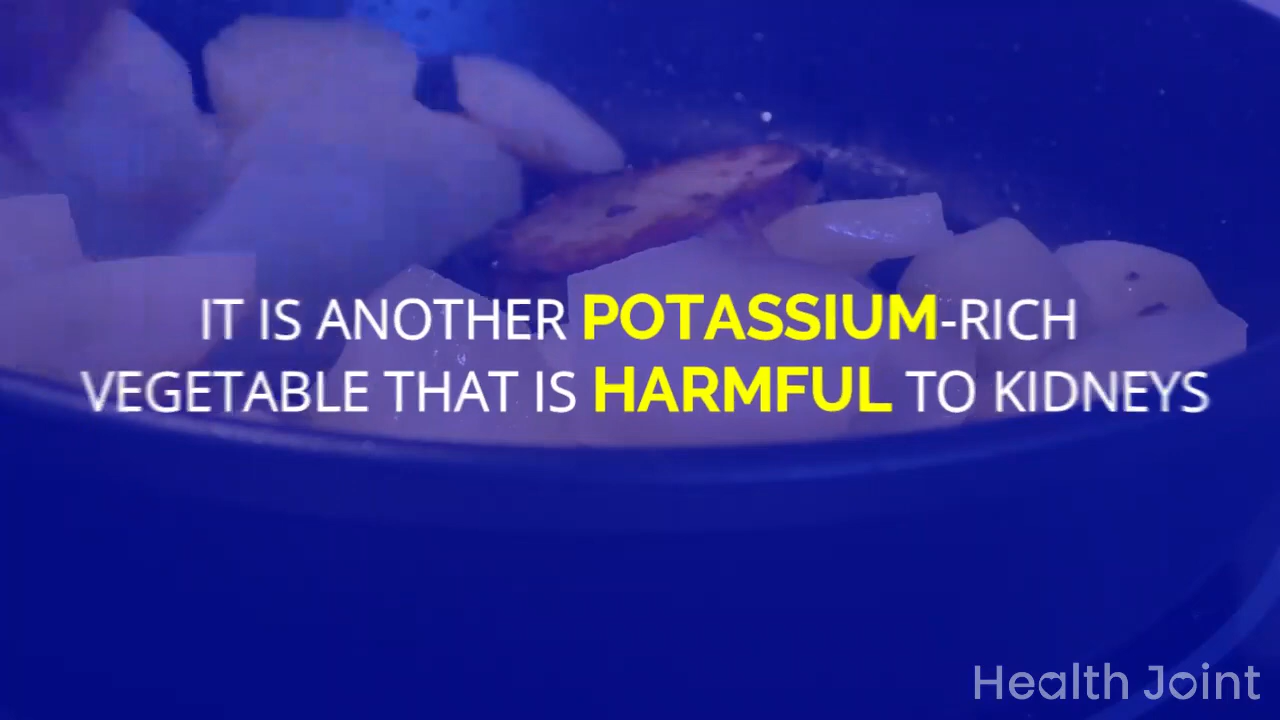 IT IS ANOTHER POTASSIUM-RICH
VEGETABLE THAT IS HARMFUL TO KIDNEYS
Health Joint